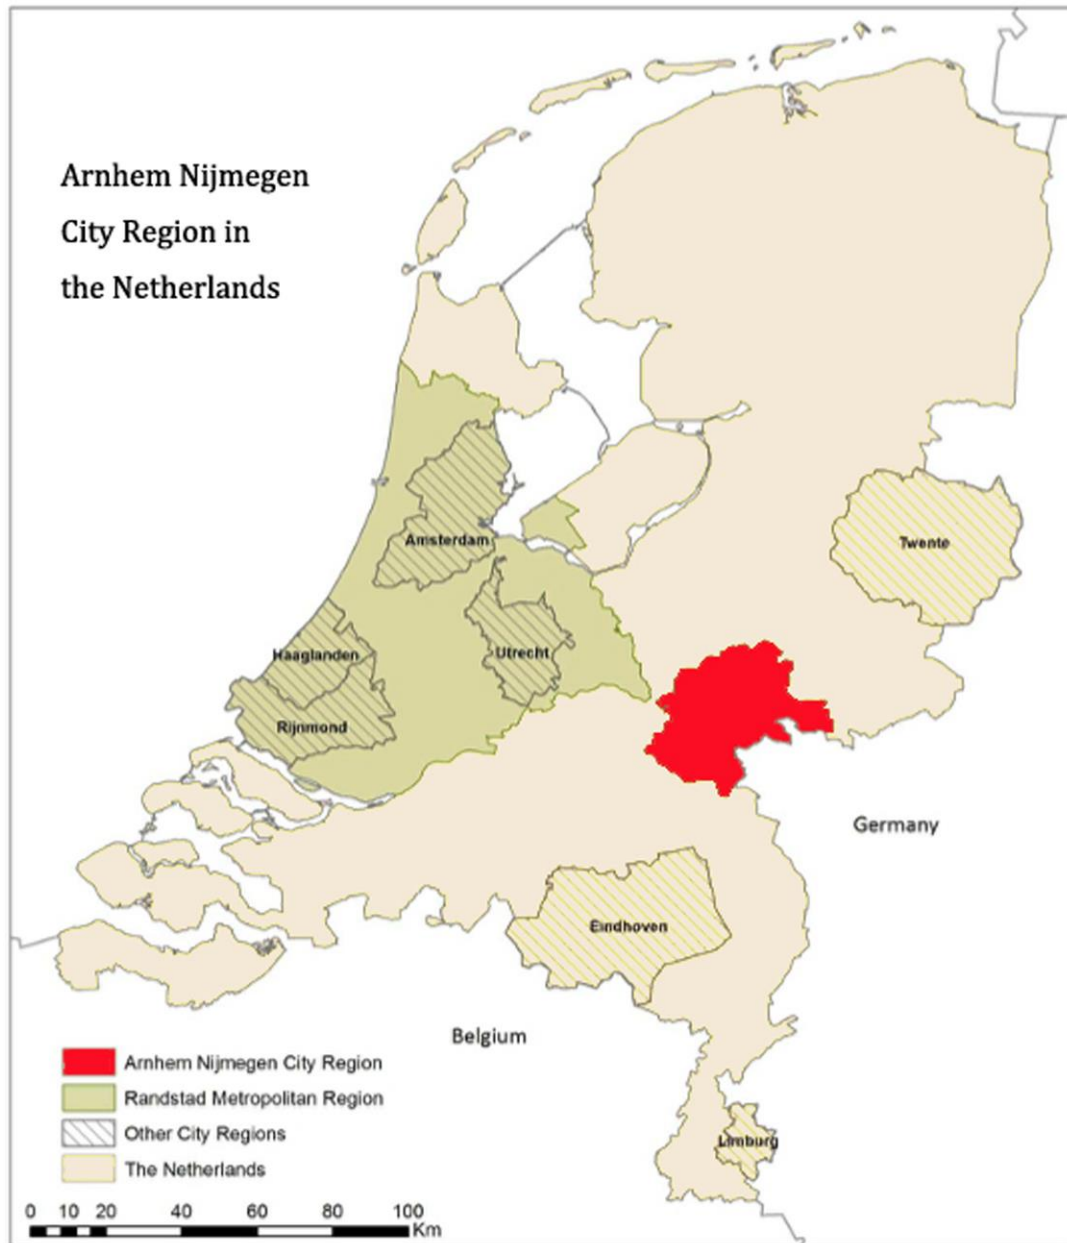 Arnhem Nijmegen
City Region in
the Netherlands
Amsterdam
Twente
Haaglanden
Utrecht
Rijnmond
Germany
Eindhoven
Belgium
Arnhem Nijmegen City Region
Randstad Metropolitan Region
Other City Regions
Limburg
The Netherlands
0 10 20 40 60 80 100
Km